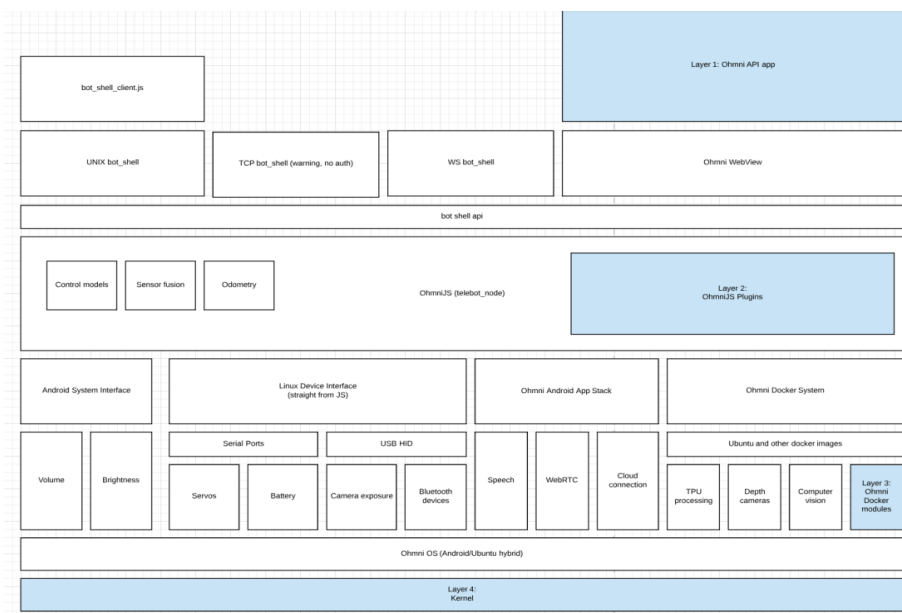 Layer 1: Ohmni API app
bot_shell_client.js
UNIX bot_shell
TCP bot_shell (warning, no auth)
WS bot_shell
Ohmni WebView
bot shell api
Control models
Sensor fusion
Odometry
OhmniJS (telebot_node)
Layer 2:
OhmniJS Plugins
Android System Interface
Linux Device Interface
(straight from JS)
Ohmni Android App Stack
Ohmni Docker System
Serial Ports
USB HID
Ubuntu and other docker images
Volume
Brightness
Servos
Battery
Camera exposure
Bluetooth
devices
Speech
WebRTC
Cloud
connection
TPU
processing
Depth
cameras
Computer
vision
Layer 3:
Ohmni
Docker
modules
Ohmni OS (Android/Ubuntu hybrid)
Layer 4:
Kernel